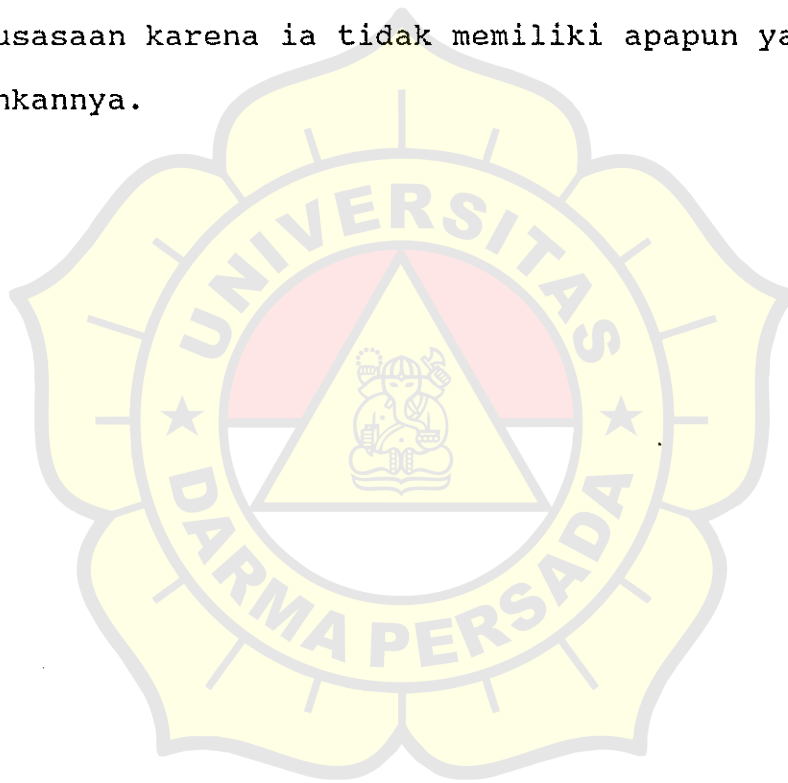 usasaan karena ia tidak memiliki apapun ya
nkannya.
UNIVERSITAS
DARMA PERSADA